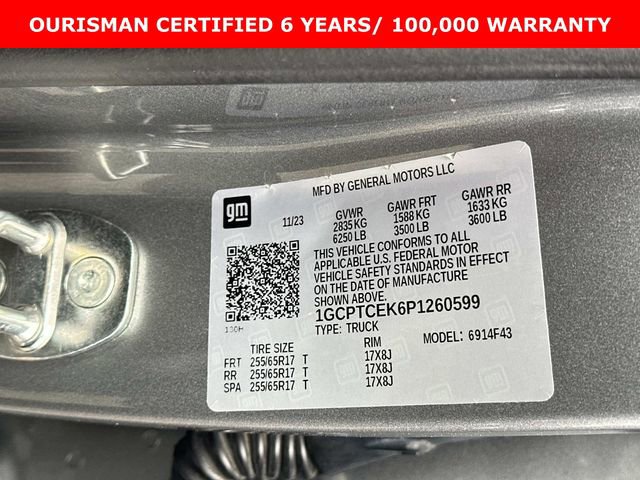 OURISMAN CERTIFIED 6 YEARS/ 100,000 WARRANTY
MFD BY GENERAL MOTORS LLC
gm
11/23
GVWR GAWR FRT GAWR RR
2835 KG 1588 KG 1633 KG
6250 LB 3500 LB 3600 LB
THIS VEHICLE CONFORMS TO ALL
APPLICABLE U.S. FEDERAL MOTOR
VEHICLE SAFETY STANDARDS IN EFFECT
ON THE DATE OF MANUFACTURE
SHOWN ABOVE.
1GCPTCEK6P1260599
TYPE: TRUCK
MODEL: 6914F43
TIRE SIZE RIM
FRT 255/65R17 T 17X8J
RR 255/65R17 T 17X8J
SPA 255/65R17 T 17X8J